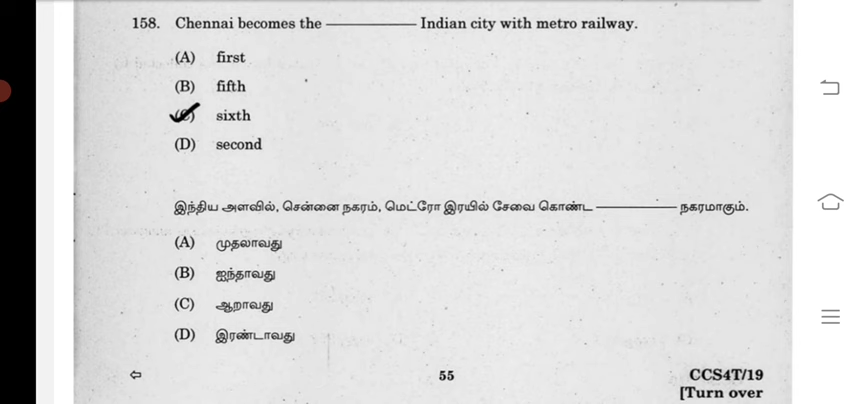 158. Chennai becomes the ――――― Indian city with metro railway.
(A) first
(B) fifth
(C) sixth
(D) second
இந்திய அளவில், சென்னை நகரம், மெட்ரோ இரயில் சேவை கொண்ட ――――― நகரமாகும்.
(A) முதலாவது
(B) ஐந்தாவது
(C) ஆறாவது
(D) இரண்டாவது
⇦ 55 CCS4T/19
[Turn over